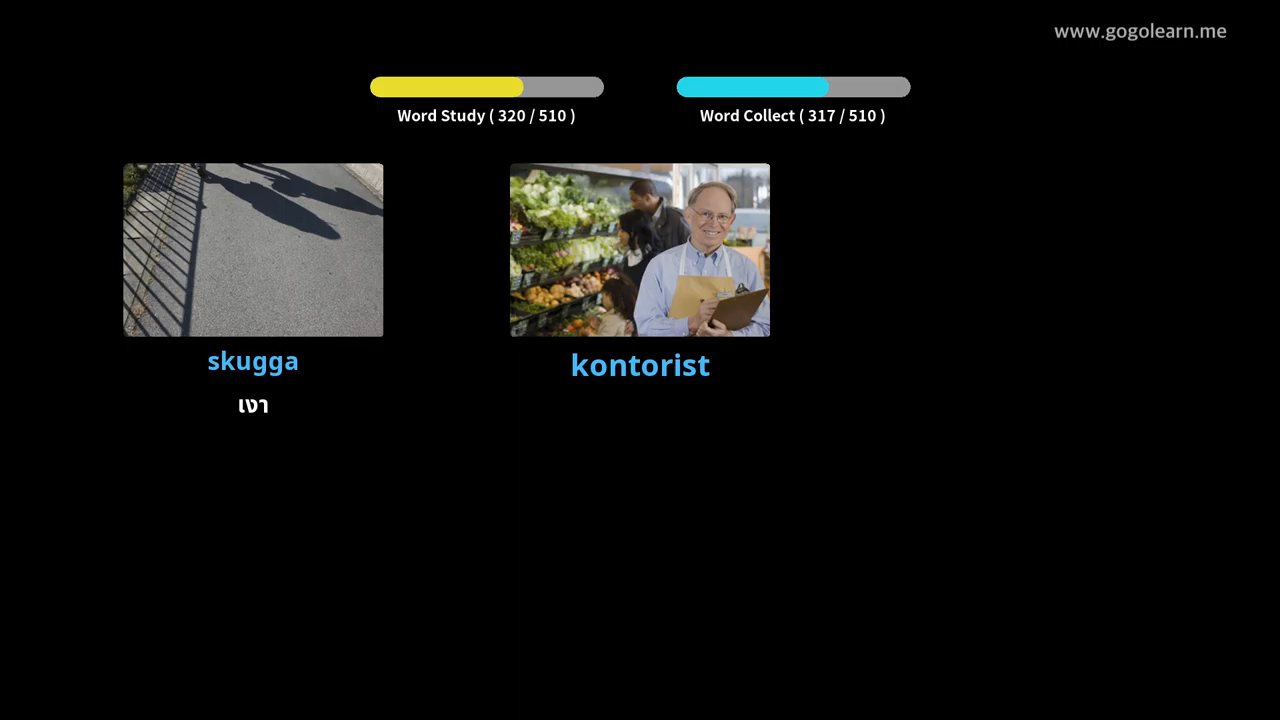 www.gogolearn.me
Word Study ( 320 / 510 )
Word Collect ( 317 / 510 )
skugga
kontorist
เงา